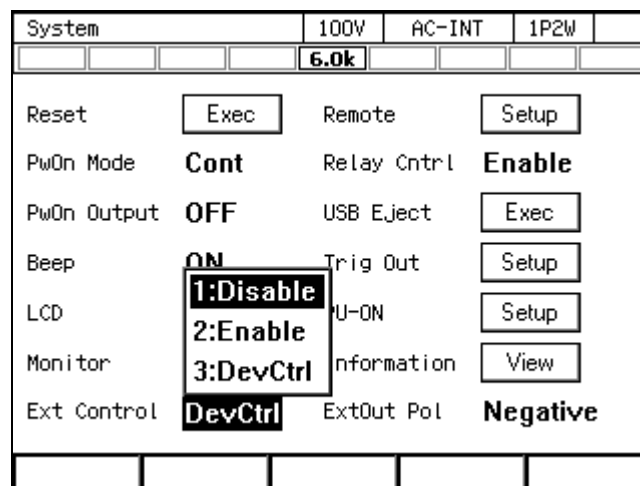 System 100V AC-INT 1P2W
6.0k
Reset Exec Remote Setup
PwOn Mode Cont Relay Cntrl Enable
PwOn Output OFF USB Eject Exec
Beep ON Trig Out Setup
1:Disable
LCD PU-ON Setup
2:Enable
Monitor 3:DevCtrl nformation View
Ext Control DevCtrl ExtOut Pol Negative